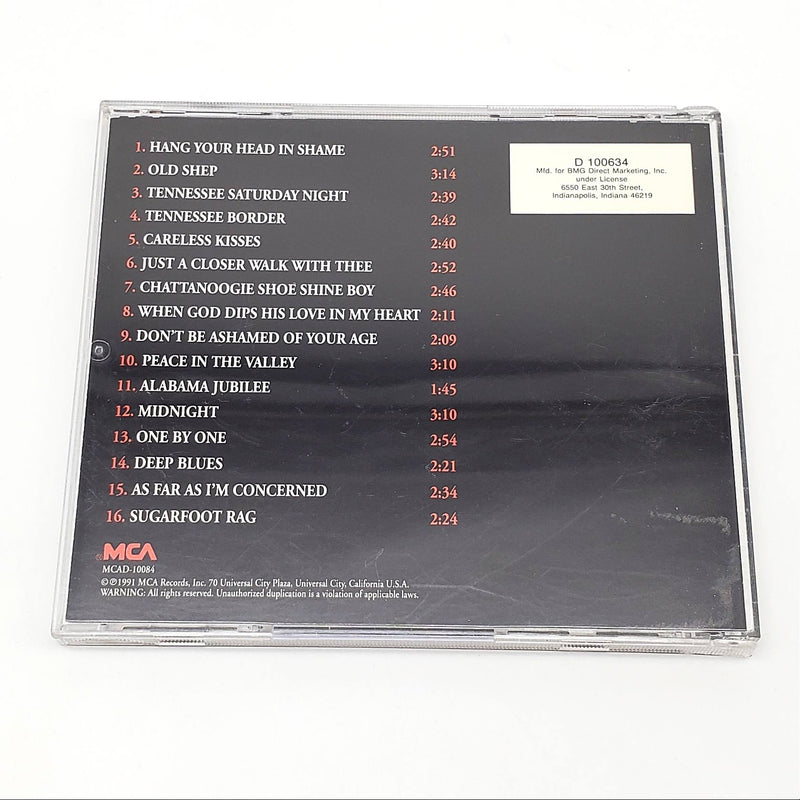 1. HANG YOUR HEAD IN SHAME 2:51
2. OLD SHEP 3:14
3. TENNESSEE SATURDAY NIGHT 2:39
4. TENNESSEE BORDER 2:42
5. CARELESS KISSES 2:40
6. JUST A CLOSER WALK WITH THEE 2:52
7. CHATTANOOGIE SHOE SHINE BOY 2:46
8. WHEN GOD DIPS HIS LOVE IN MY HEART 2:11
9. DON'T BE ASHAMED OF YOUR AGE 2:09
10. PEACE IN THE VALLEY 3:10
11. ALABAMA JUBILEE 1:45
12. MIDNIGHT 3:10
13. ONE BY ONE 2:54
14. DEEP BLUES 2:21
15. AS FAR AS I'M CONCERNED 2:34
16. SUGARFOOT RAG 2:24
D 100634
Mfd. for BMG Direct Marketing, Inc.
under License
6550 East 30th Street,
Indianapolis, Indiana 46219
MCA
MCAD-10084
©℗1991 MCA Records, Inc. 70 Universal City Plaza, Universal City, California U.S.A.
WARNING: All rights reserved. Unauthorized duplication is a violation of applicable laws.